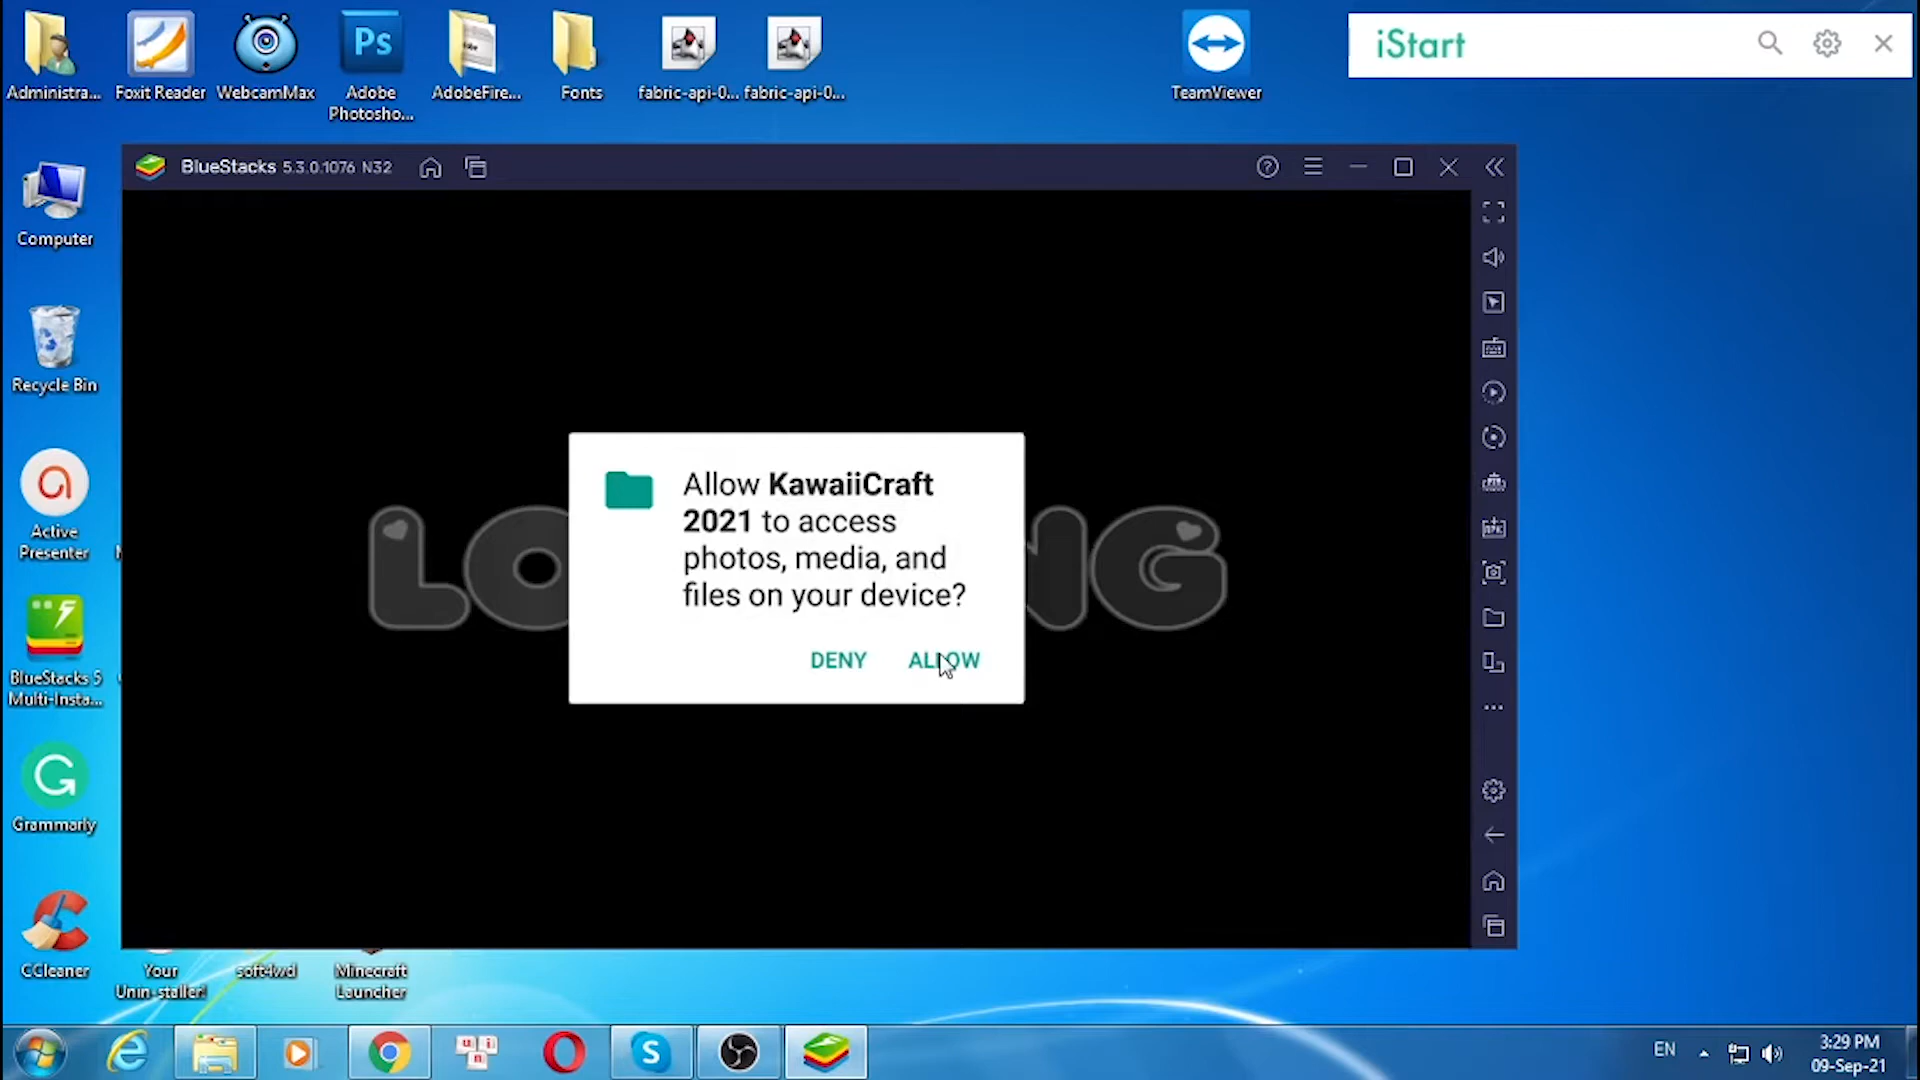 Administra...
Foxit Reader
WebcamMax
Ps
Adobe
Photosho...
AdobeFire...
Fonts
fabric-api-0...
fabric-api-0...
TeamViewer
iStart
BlueStacks 5.3.0.1076 N32
Computer
Recycle Bin
Active
Presenter
BlueStacks 5
Multi-Insta...
Grammarly
CCleaner
Your
Unin-staller!
soft4wd
Minecraft
Launcher
Allow KawaiiCraft
2021 to access
photos, media, and
files on your device?
DENY
ALLOW
EN
3:29 PM
09-Sep-21